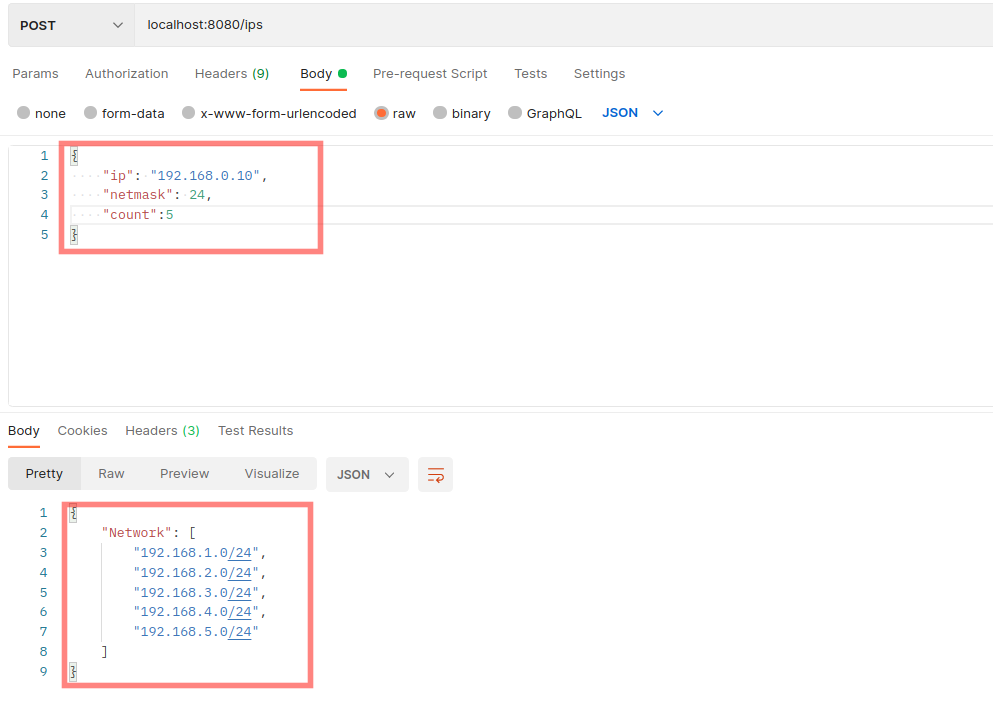 POST localhost:8080/ips
Params Authorization Headers (9) Body Pre-request Script Tests Settings
none form-data x-www-form-urlencoded raw binary GraphQL JSON
1 {
2 "ip": "192.168.0.10",
3 "netmask": 24,
4 "count":5
5 }
Body Cookies Headers (3) Test Results
Pretty Raw Preview Visualize JSON
1 {
2 "Network": [
3 "192.168.1.0/24",
4 "192.168.2.0/24",
5 "192.168.3.0/24",
6 "192.168.4.0/24",
7 "192.168.5.0/24"
8 ]
9 }